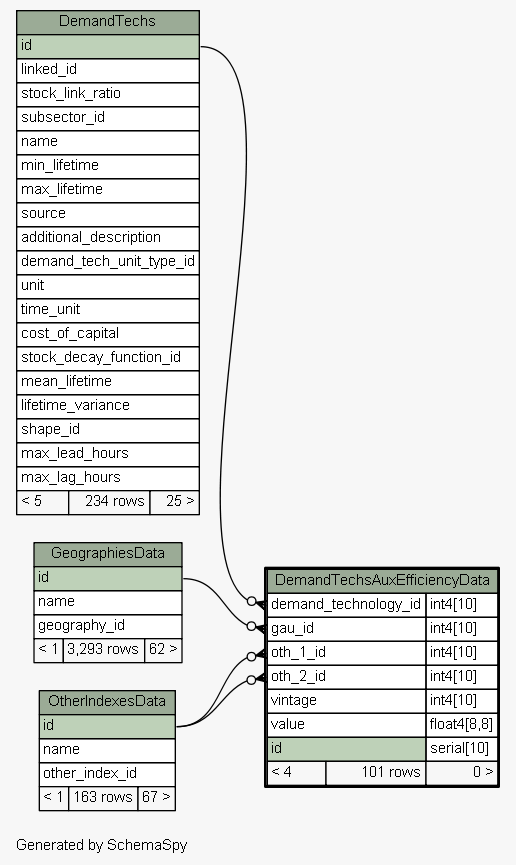 DemandTechs
id
linked_id
stock_link_ratio
subsector_id
name
min_lifetime
max_lifetime
source
additional_description
demand_tech_unit_type_id
unit
time_unit
cost_of_capital
stock_decay_function_id
mean_lifetime
lifetime_variance
shape_id
max_lead_hours
max_lag_hours
< 5 234 rows 25 >
GeographiesData
id
name
geography_id
< 1 3,293 rows 62 >
DemandTechsAuxEfficiencyData
demand_technology_id int4[10]
gau_id int4[10]
oth_1_id int4[10]
oth_2_id int4[10]
vintage int4[10]
value float4[8,8]
id serial[10]
< 4 101 rows 0 >
OtherIndexesData
id
name
other_index_id
< 1 163 rows 67 >
Generated by SchemaSpy